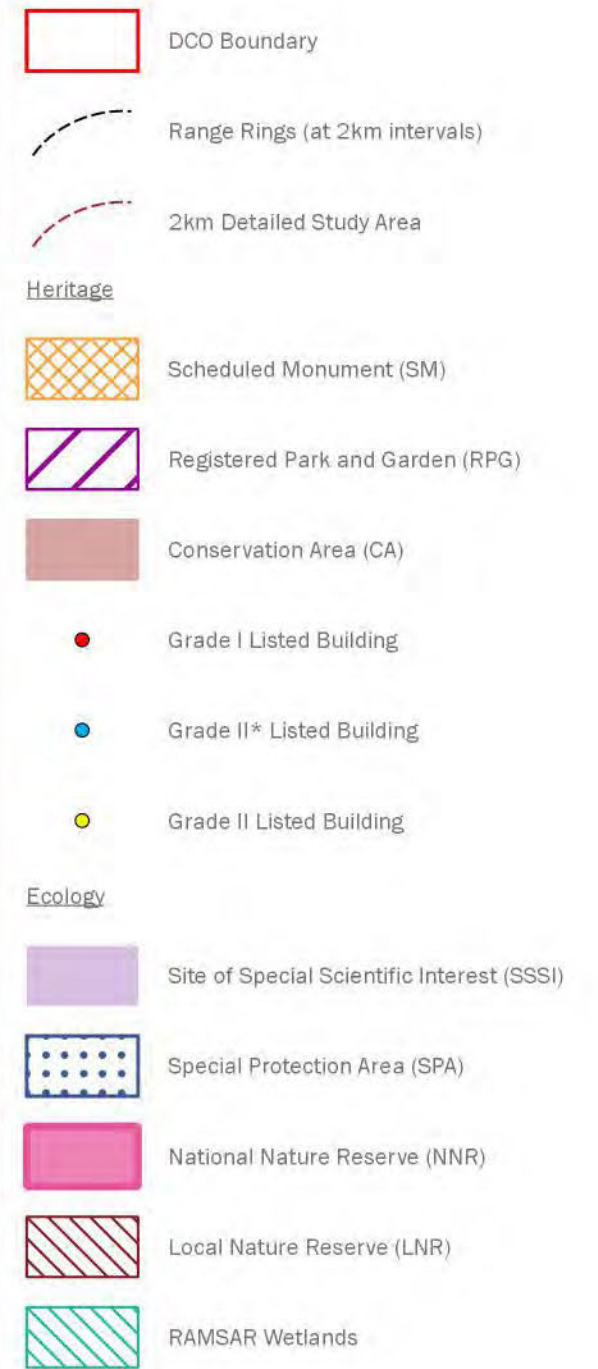 DCO Boundary
Range Rings (at 2km intervals)
2km Detailed Study Area
Heritage
Scheduled Monument (SM)
Registered Park and Garden (RPG)
Conservation Area (CA)
Grade I Listed Building
Grade II* Listed Building
Grade II Listed Building
Ecology
Site of Special Scientific Interest (SSSI)
Special Protection Area (SPA)
National Nature Reserve (NNR)
Local Nature Reserve (LNR)
RAMSAR Wetlands